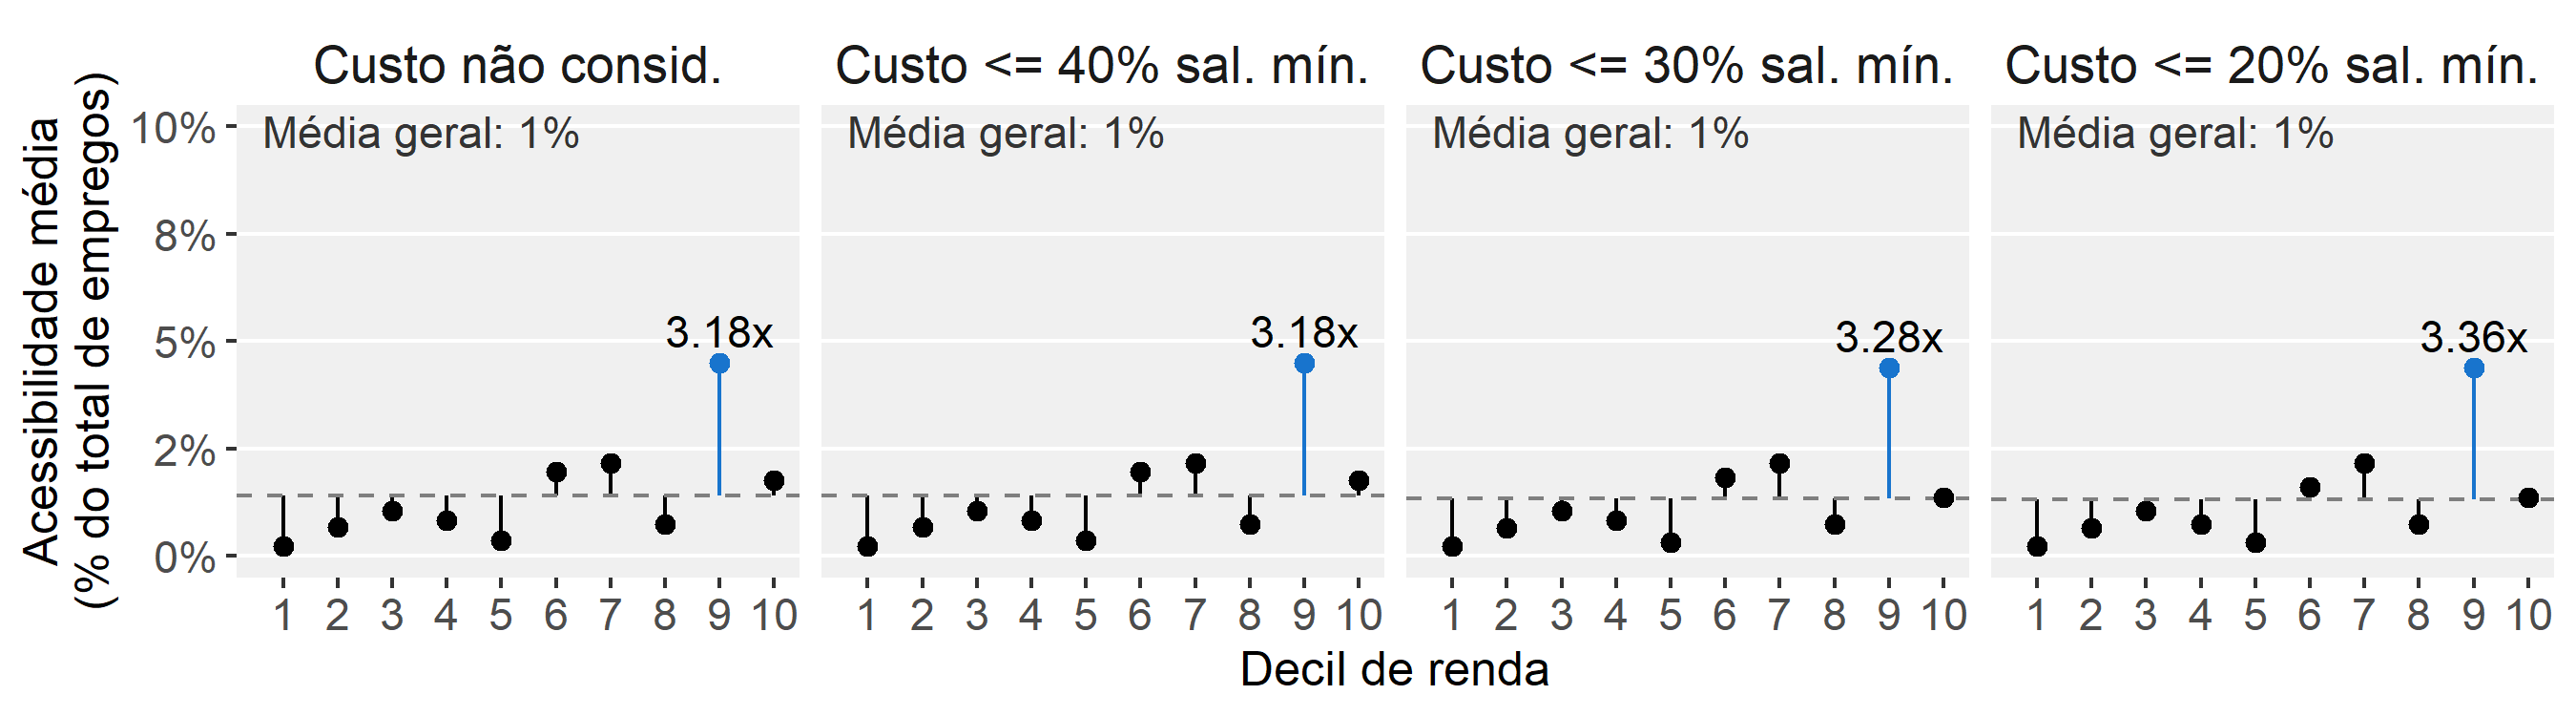 Custo não consid.
Custo <= 40% sal. mín.
Custo <= 30% sal. mín.
Custo <= 20% sal. mín.
Acessibilidade média
(% do total de empregos)
10%
8%
5%
2%
0%
Média geral: 1%
3.18x
Média geral: 1%
3.18x
Média geral: 1%
3.28x
Média geral: 1%
3.36x
1 2 3 4 5 6 7 8 9 10
1 2 3 4 5 6 7 8 9 10
1 2 3 4 5 6 7 8 9 10
1 2 3 4 5 6 7 8 9 10
Decil de renda